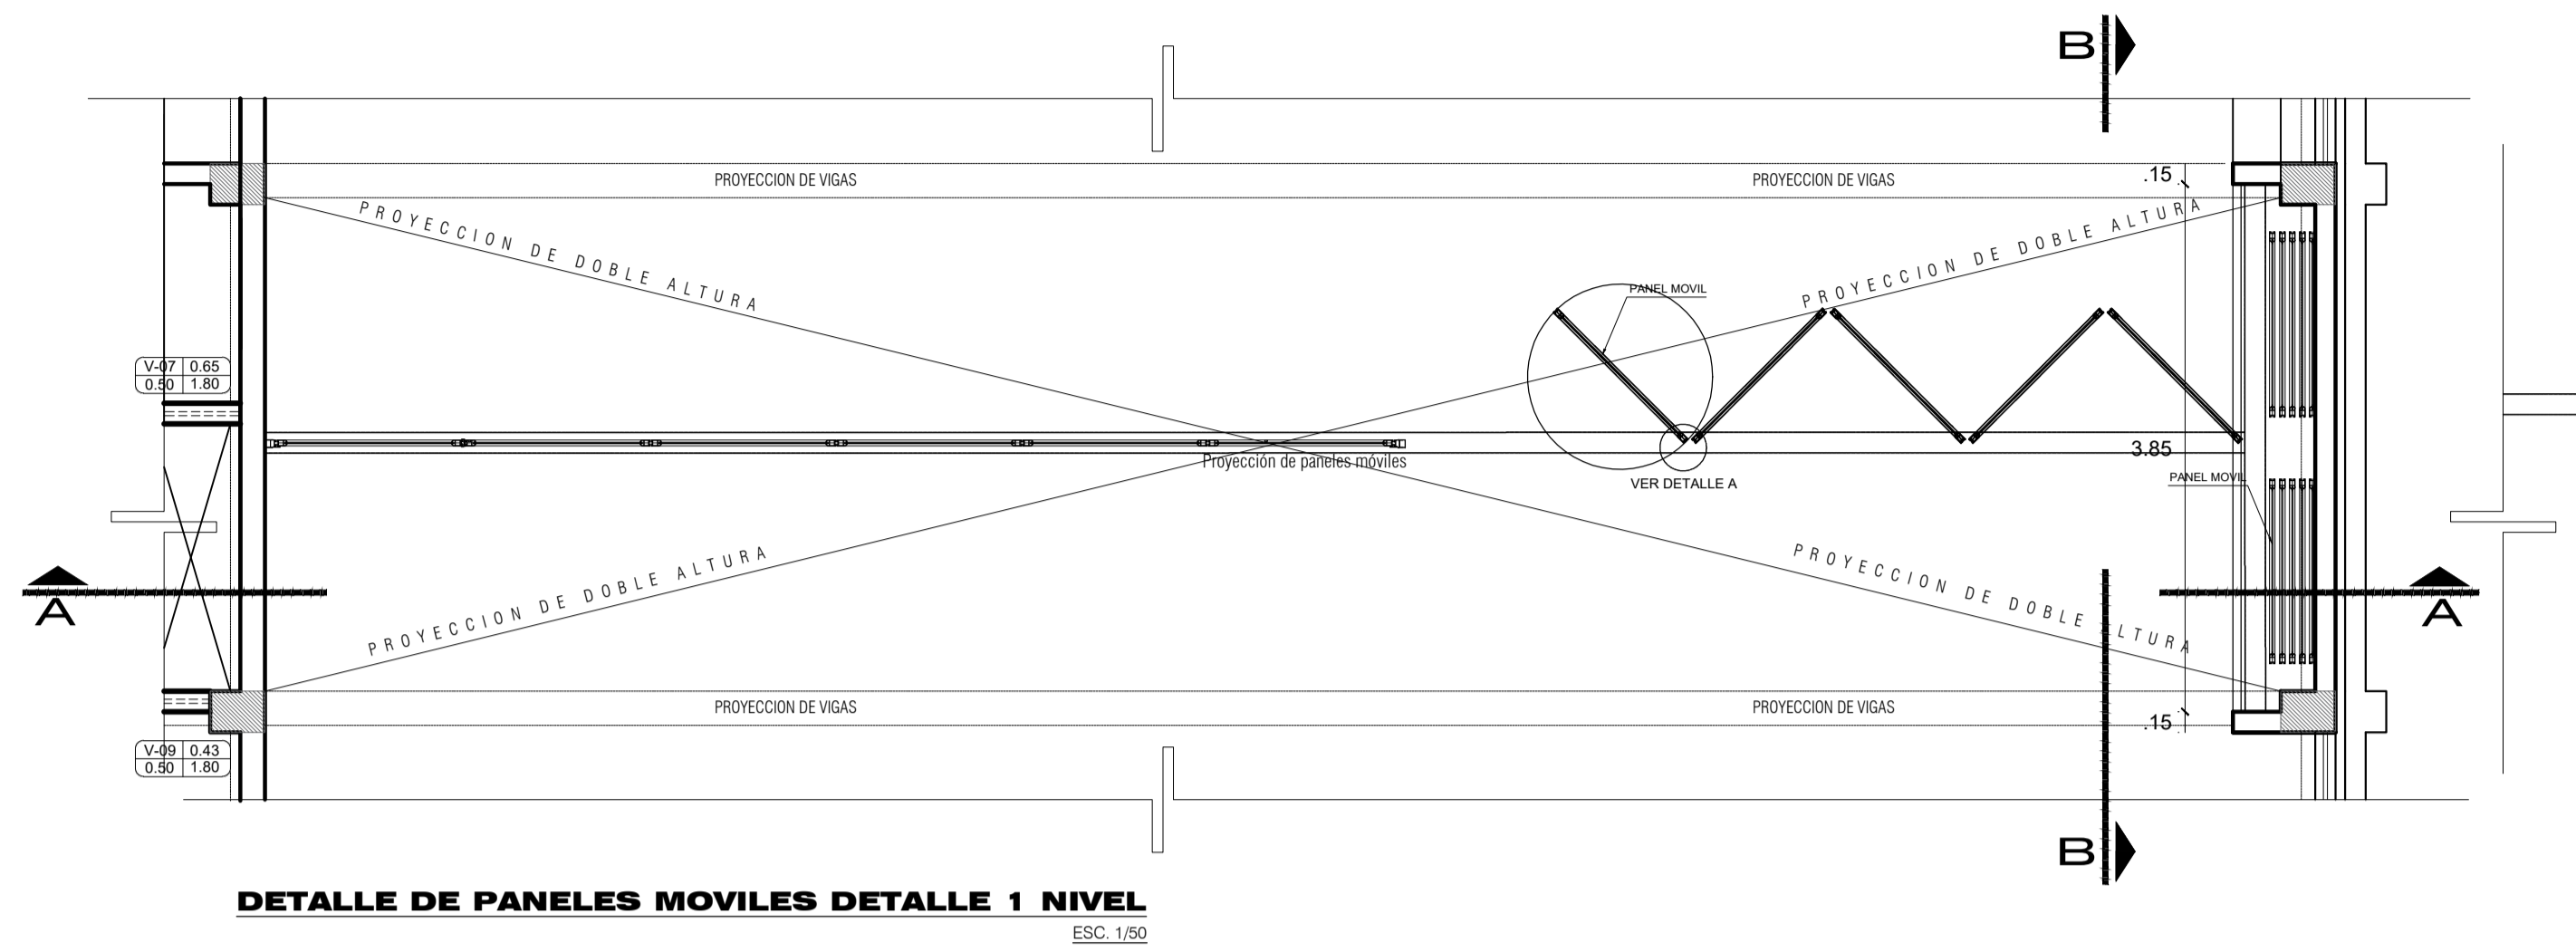 B
PROYECCION DE VIGAS
PROYECCION DE VIGAS
.15
PROYECCION DE DOBLE ALTURA
PROYECCION DE DOBLE ALTURA
PANEL MOVIL
V-07 0.65
0.50 1.80
3.85
Proyección de paneles móviles
VER DETALLE A
PANEL MOVIL
PROYECCION DE DOBLE ALTURA
PROYECCION DE DOBLE ALTURA
A
A
PROYECCION DE VIGAS
PROYECCION DE VIGAS
.15
V-09 0.43
0.50 1.80
B
DETALLE DE PANELES MOVILES DETALLE 1 NIVEL
ESC. 1/50